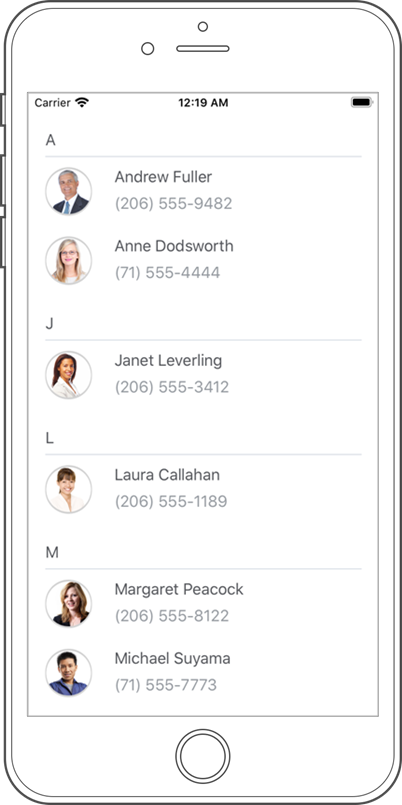 Carrier 12:19 AM
A
Andrew Fuller
(206) 555-9482
Anne Dodsworth
(71) 555-4444
J
Janet Leverling
(206) 555-3412
L
Laura Callahan
(206) 555-1189
M
Margaret Peacock
(206) 555-8122
Michael Suyama
(71) 555-7773